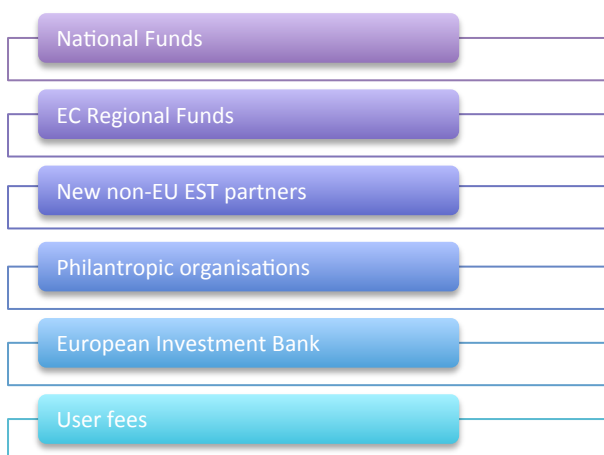 National Funds
EC Regional Funds
New non-EU EST partners
Philantropic organisations
European Investment Bank
User fees